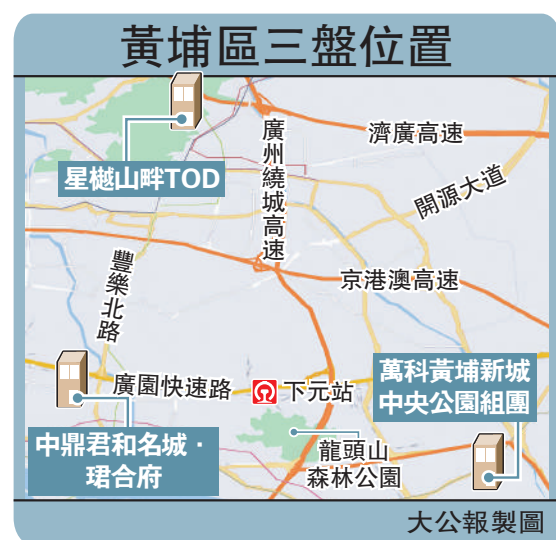 黃埔區三盤位置
濟廣高速
廣州繞城高速
星樾山畔TOD
開源大道
豐樂北路
京港澳高速
廣園快速路
下元站
萬科黃埔新城
中央公園組團
中鼎君和名城·
珺合府
龍頭山
森林公園
大公報製圖